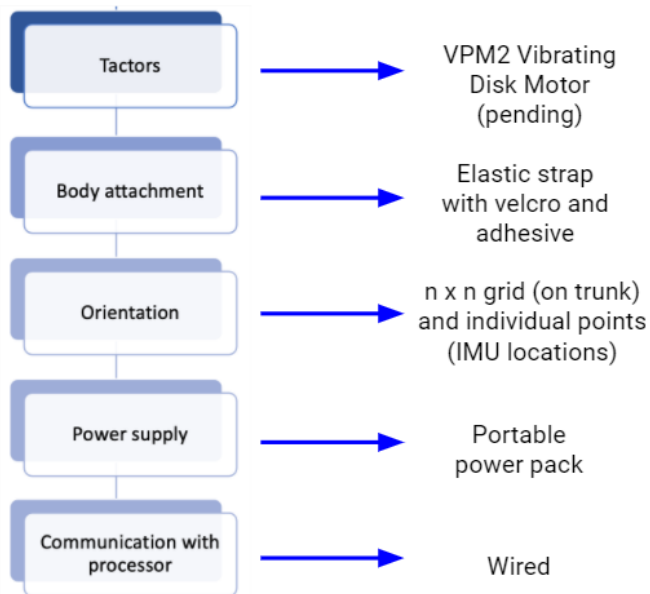 Tactors
VPM2 Vibrating
Disk Motor
(pending)
Body attachment
Elastic strap
with velcro and
adhesive
Orientation
n x n grid (on trunk)
and individual points
(IMU locations)
Power supply
Portable
power pack
Communication with
processor
Wired